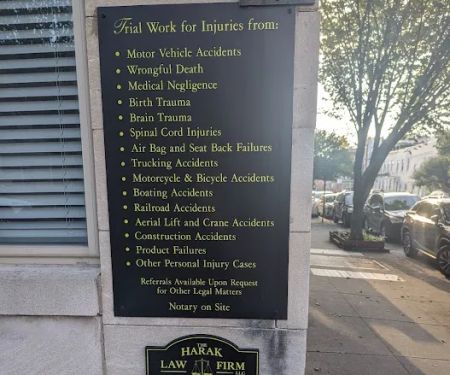 Trial Work for Injuries from:
• Motor Vehicle Accidents
• Wrongful Death
• Medical Negligence
• Birth Trauma
• Brain Trauma
• Spinal Cord Injuries
• Air Bag and Seat Back Failures
• Trucking Accidents
• Motorcycle & Bicycle Accidents
• Boating Accidents
• Railroad Accidents
• Aerial Lift and Crane Accidents
• Construction Accidents
• Product Failures
• Other Personal Injury Cases
Referrals Available Upon Request
for Other Legal Matters
Notary on Site
THE
HARAK
LAW FIRM
LLC